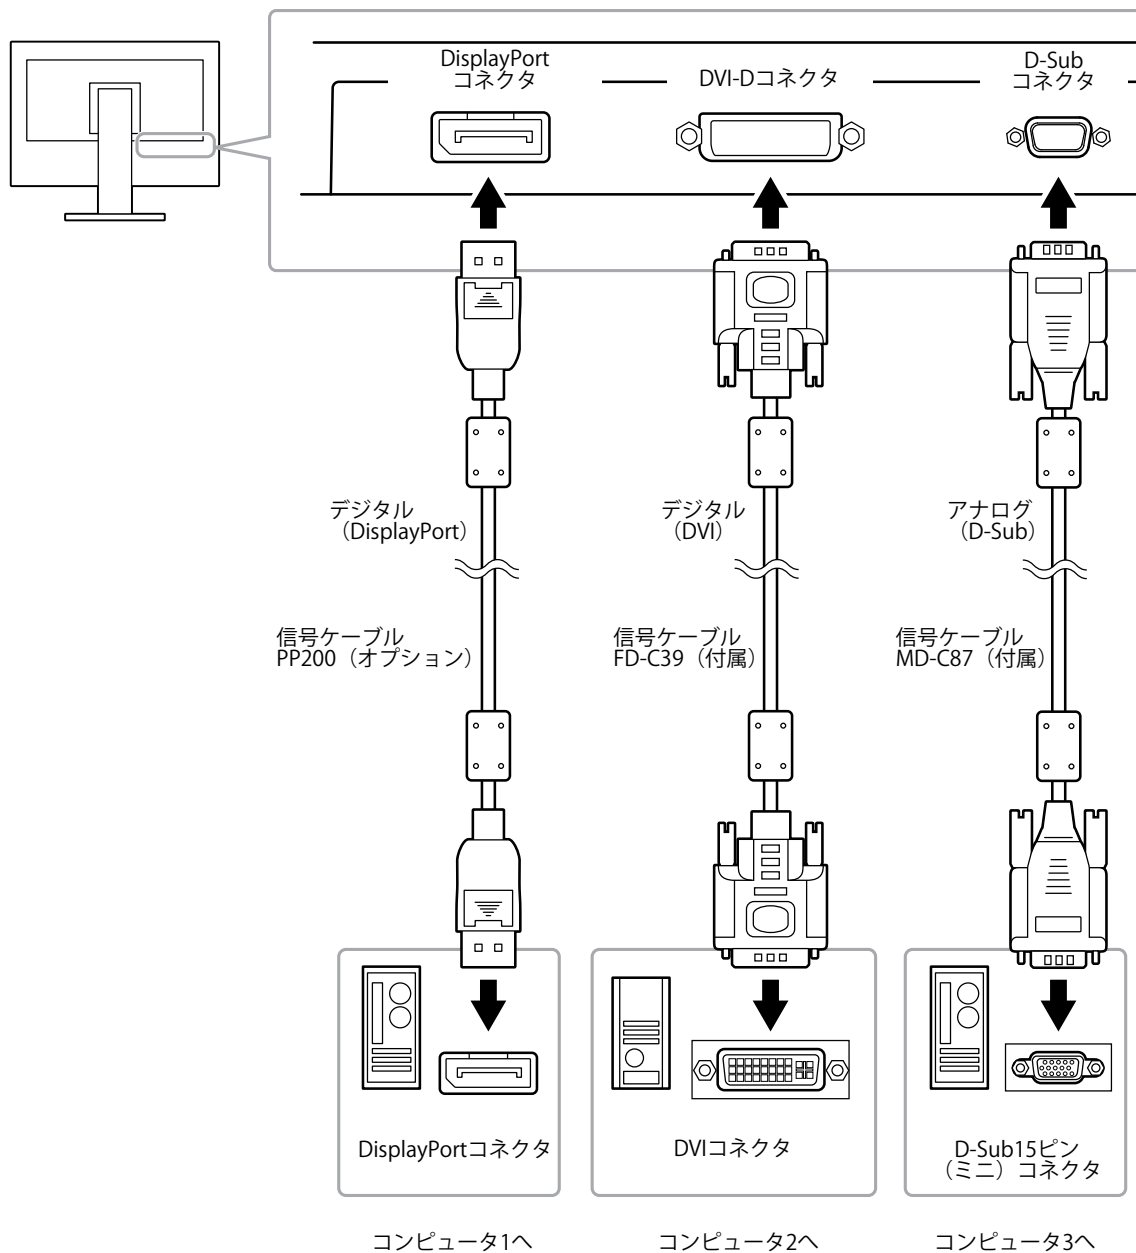 DisplayPort
コネクタ
DVI-Dコネクタ
D-Sub
コネクタ
デジタル
（DisplayPort）
デジタル
（DVI）
アナログ
（D-Sub）
信号ケーブル
PP200（オプション）
信号ケーブル
FD-C39（付属）
信号ケーブル
MD-C87（付属）
DisplayPortコネクタ
DVIコネクタ
D-Sub15ピン
（ミニ）コネクタ
コンピュータ1へ
コンピュータ2へ
コンピュータ3へ